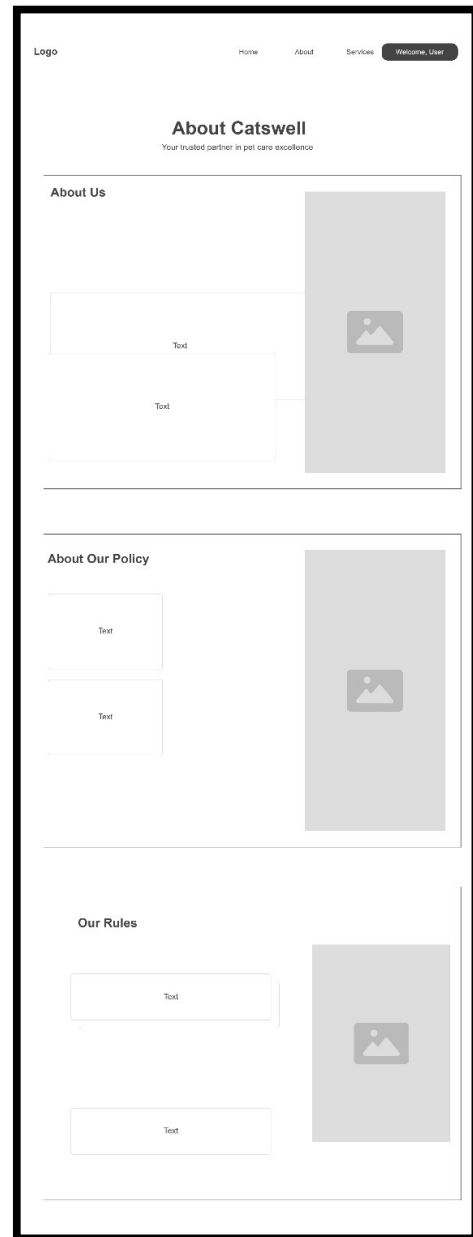 Logo
Home About Services Welcome, User
About Catswell
Your trusted partner in pet care excellence
About Us
Text
Text
About Our Policy
Text
Text
Our Rules
Text
Text